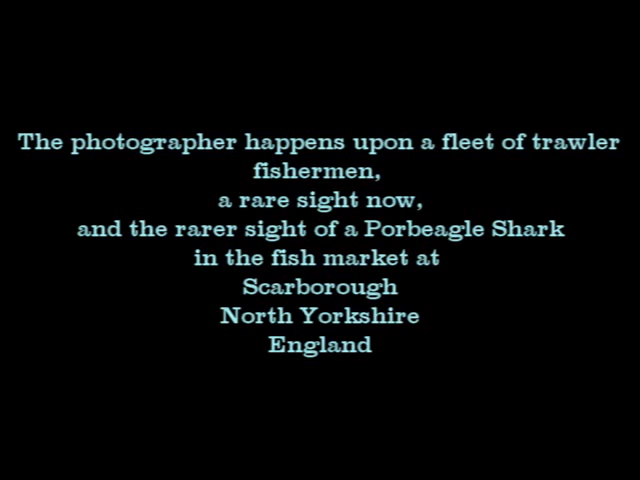 The photographer happens upon a fleet of trawler
fishermen,
a rare sight now,
and the rarer sight of a Porbeagle Shark
in the fish market at
Scarborough
North Yorkshire
England